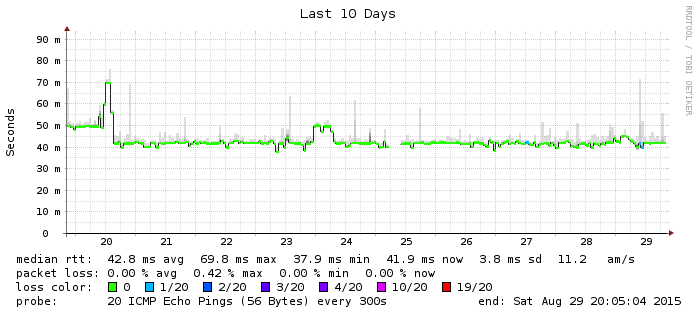 Last 10 Days
RRDTOOL / TOBI OETIKER
Seconds
90 m
80 m
70 m
60 m
50 m
40 m
30 m
20 m
10 m
0
20 21 22 23 24 25 26 27 28 29
median rtt: 42.8 ms avg 69.8 ms max 37.9 ms min 41.9 ms now 3.8 ms sd 11.2 am/s
packet loss: 0.00 % avg 0.42 % max 0.00 % min 0.00 % now
loss color: 0 1/20 2/20 3/20 4/20 10/20 19/20
probe: 20 ICMP Echo Pings (56 Bytes) every 300s end: Sat Aug 29 20:05:04 2015